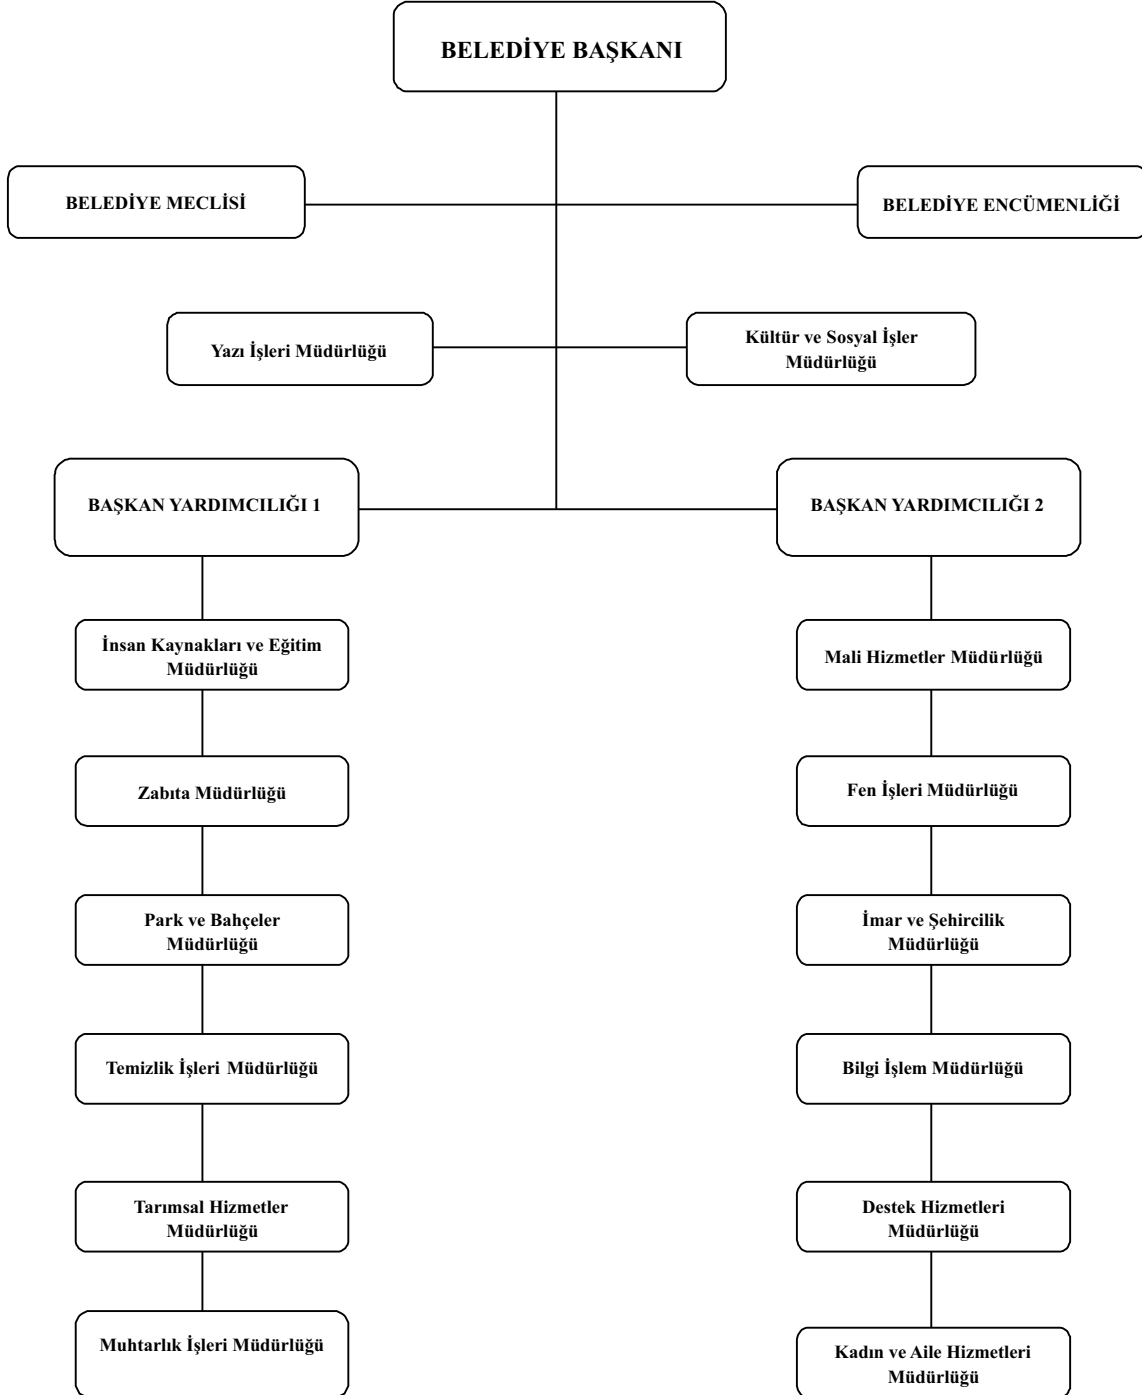 BELEDİYE BAŞKANI
BELEDİYE MECLİSİ
BELEDİYE ENCÜMENLİĞİ
Yazı İşleri Müdürlüğü
Kültür ve Sosyal İşler
Müdürlüğü
BAŞKAN YARDIMCILIĞI 1
BAŞKAN YARDIMCILIĞI 2
İnsan Kaynakları ve Eğitim
Müdürlüğü
Mali Hizmetler Müdürlüğü
Zabıta Müdürlüğü
Fen İşleri Müdürlüğü
Park ve Bahçeler
Müdürlüğü
İmar ve Şehircilik
Müdürlüğü
Temizlik İşleri Müdürlüğü
Bilgi İşlem Müdürlüğü
Tarımsal Hizmetler
Müdürlüğü
Destek Hizmetleri
Müdürlüğü
Muhtarlık İşleri Müdürlüğü
Kadın ve Aile Hizmetleri
Müdürlüğü